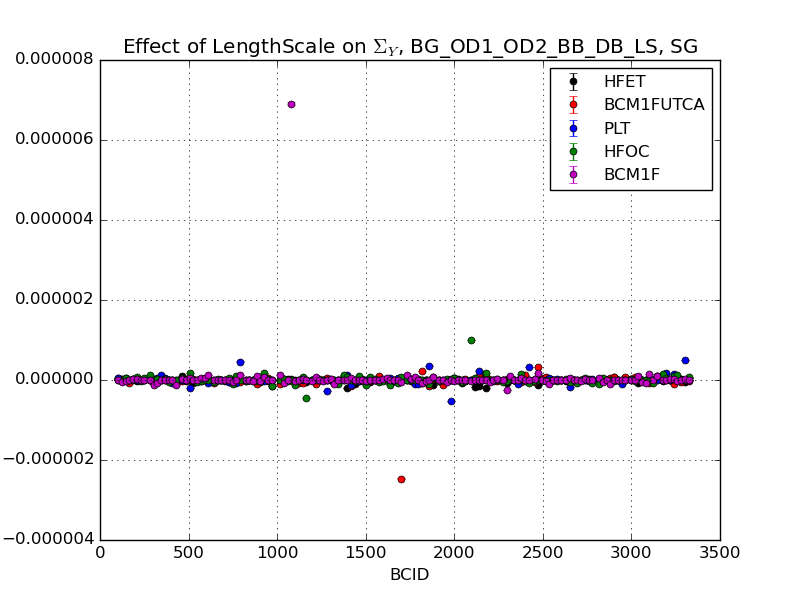 Effect of LengthScale on Σ_Y, BG_OD1_OD2_BB_DB_LS, SG
0.000008
0.000006
0.000004
0.000002
0.000000
−0.000002
−0.000004
HFET
BCM1FUTCA
PLT
HFOC
BCM1F
0 500 1000 1500 2000 2500 3000 3500
BCID